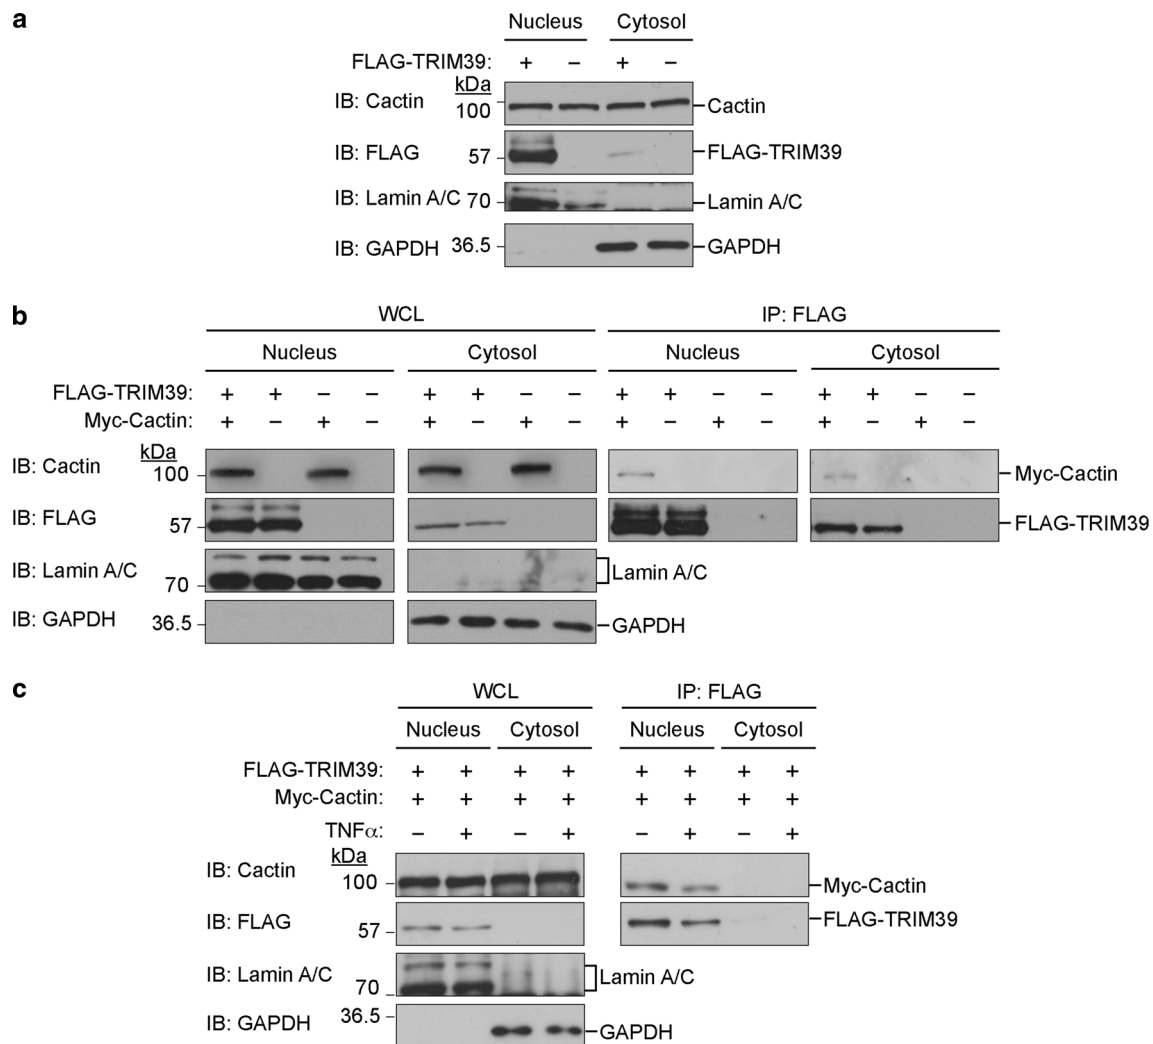 a
Nucleus Cytosol
FLAG-TRIM39: + − + −
kDa
IB: Cactin 100 Cactin
IB: FLAG 57 FLAG-TRIM39
IB: Lamin A/C 70 Lamin A/C
IB: GAPDH 36.5 GAPDH
b
WCL IP: FLAG
Nucleus Cytosol Nucleus Cytosol
FLAG-TRIM39: + + − − + + − − + + − − + + − −
Myc-Cactin: + − + − + − + − + − + − + − + −
kDa
IB: Cactin 100 Myc-Cactin
IB: FLAG 57 FLAG-TRIM39
IB: Lamin A/C 70 Lamin A/C
IB: GAPDH 36.5 GAPDH
c
WCL IP: FLAG
Nucleus Cytosol Nucleus Cytosol
FLAG-TRIM39: + + + + + + + +
Myc-Cactin: + + + + + + + +
TNFα: − + − + − + − +
kDa
IB: Cactin 100 Myc-Cactin
IB: FLAG 57 FLAG-TRIM39
IB: Lamin A/C 70 Lamin A/C
IB: GAPDH 36.5 GAPDH